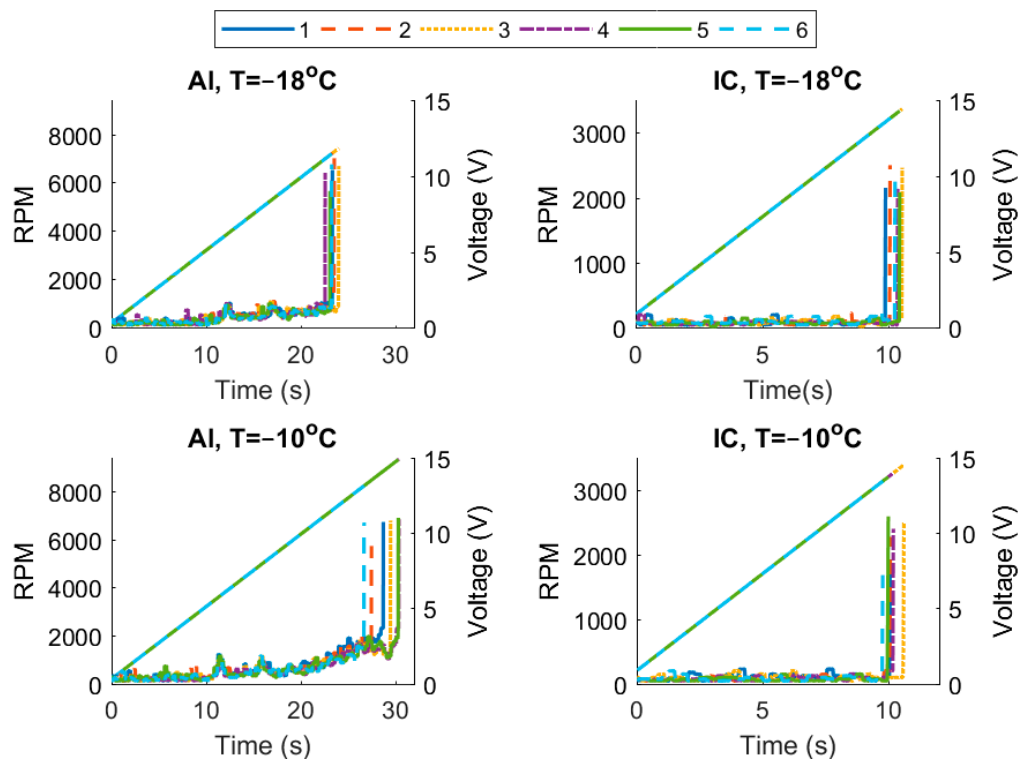 1 2 3 4 5 6
AI, T=−18°C
RPM
8000
6000
4000
2000
0
15
10
5
0
Voltage (V)
0 10 20 30
Time (s)
IC, T=−18°C
RPM
3000
2000
1000
0
15
10
5
0
Voltage (V)
0 5 10
Time(s)
AI, T=−10°C
RPM
8000
6000
4000
2000
0
15
10
5
0
Voltage (V)
0 10 20 30
Time (s)
IC, T=−10°C
RPM
3000
2000
1000
0
15
10
5
0
Voltage (V)
0 5 10
Time (s)